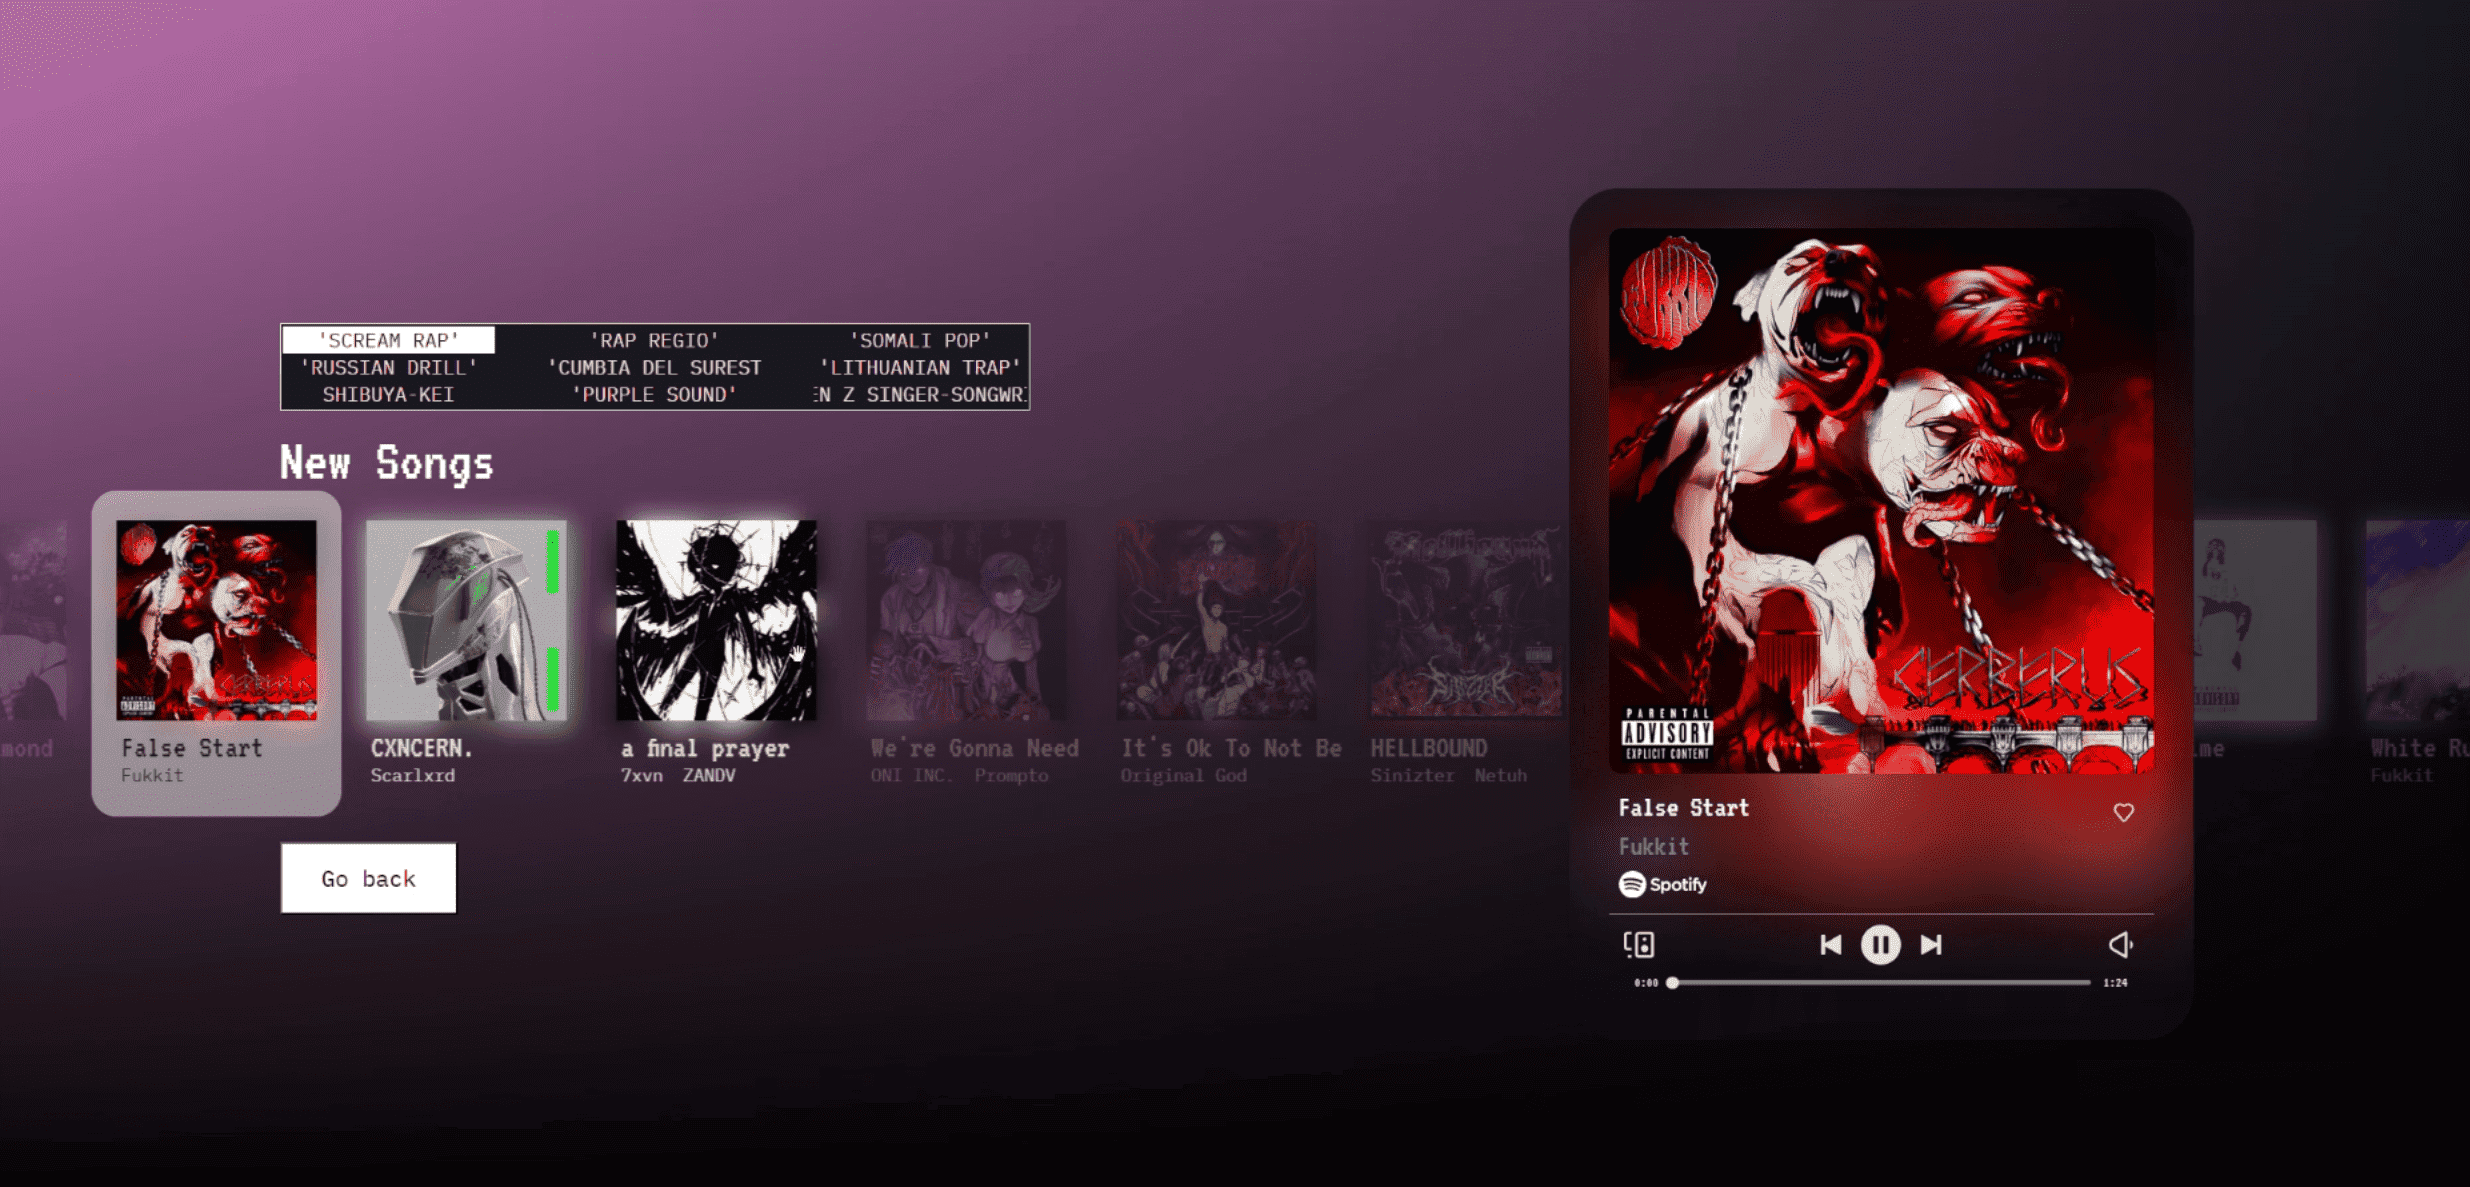 'SCREAM RAP' 'RAP REGIO' 'SOMALI POP'
'RUSSIAN DRILL' 'CUMBIA DEL SUREST 'LITHUANIAN TRAP'
SHIBUYA-KEI 'PURPLE SOUND' EN Z SINGER-SONGWRI
New Songs
mond
False Start
Fukkit
CXNCERN.
Scarlxrd
a final prayer
7xvn ZANDV
We're Gonna Need
ONI INC. Prompto
It's Ok To Not Be
Original God
HELLBOUND
Sinizter Netuh
me
White Ru
Fukkit
Go back
FUKKIT
CERBERUS
PARENTAL
ADVISORY
EXPLICIT CONTENT
False Start
Fukkit
Spotify
0:00
1:24